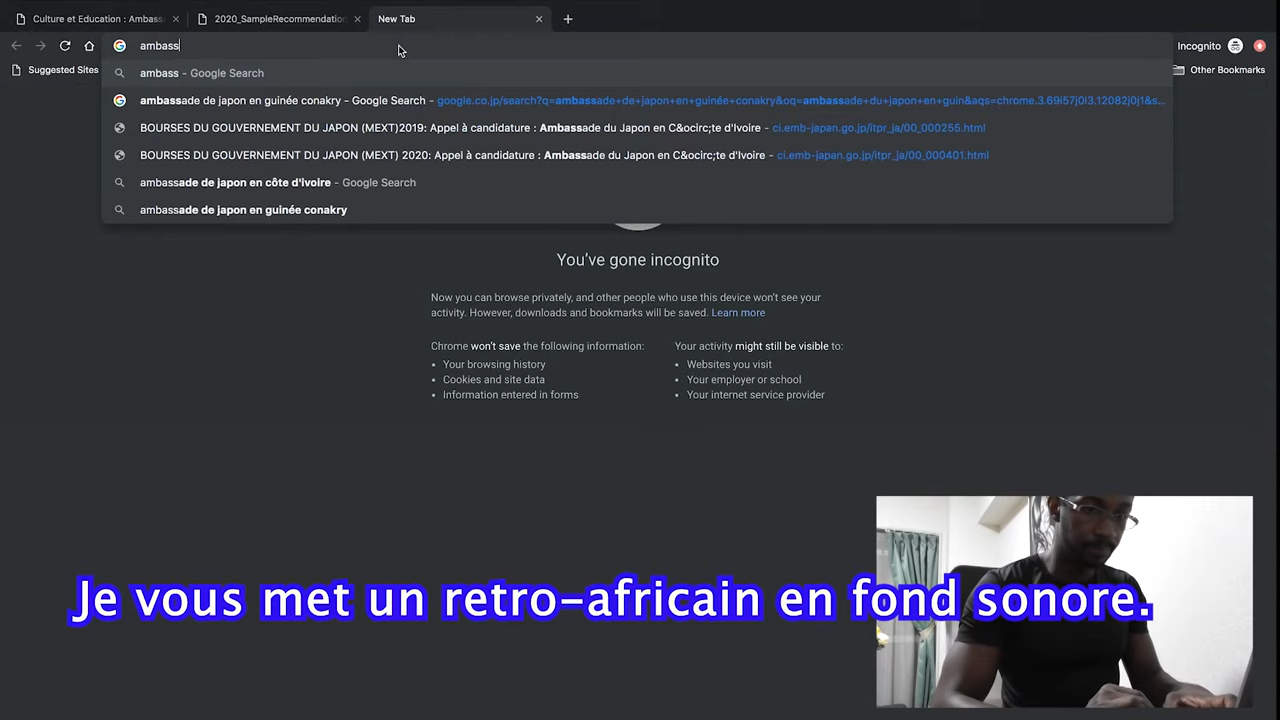 Culture et Education : Ambass
2020_SampleRecommendation
New Tab
ambass
Incognito
Suggested Sites
Other Bookmarks
ambass - Google Search
ambassade de japon en guinée conakry - Google Search - google.co.jp/search?q=ambassade+de+japon+en+guinée+conakry&oq=ambassade+du+japon+en+guin&aqs=chrome.3.69i57j0l3.12082j0j1&s...
BOURSES DU GOUVERNEMENT DU JAPON (MEXT)2019: Appel à candidature : Ambassade du Japon en C&ocirc;te d'Ivoire - ci.emb-japan.go.jp/itpr_ja/00_000255.html
BOURSES DU GOUVERNEMENT DU JAPON (MEXT) 2020: Appel à candidature : Ambassade du Japon en C&ocirc;te d'Ivoire - ci.emb-japan.go.jp/itpr_ja/00_000401.html
ambassade de japon en côte d'ivoire - Google Search
ambassade de japon en guinée conakry
You've gone incognito
Now you can browse privately, and other people who use this device won't see your
activity. However, downloads and bookmarks will be saved. Learn more
Chrome won't save the following information:
• Your browsing history
• Cookies and site data
• Information entered in forms
Your activity might still be visible to:
• Websites you visit
• Your employer or school
• Your internet service provider
Je vous met un retro-africain en fond sonore.